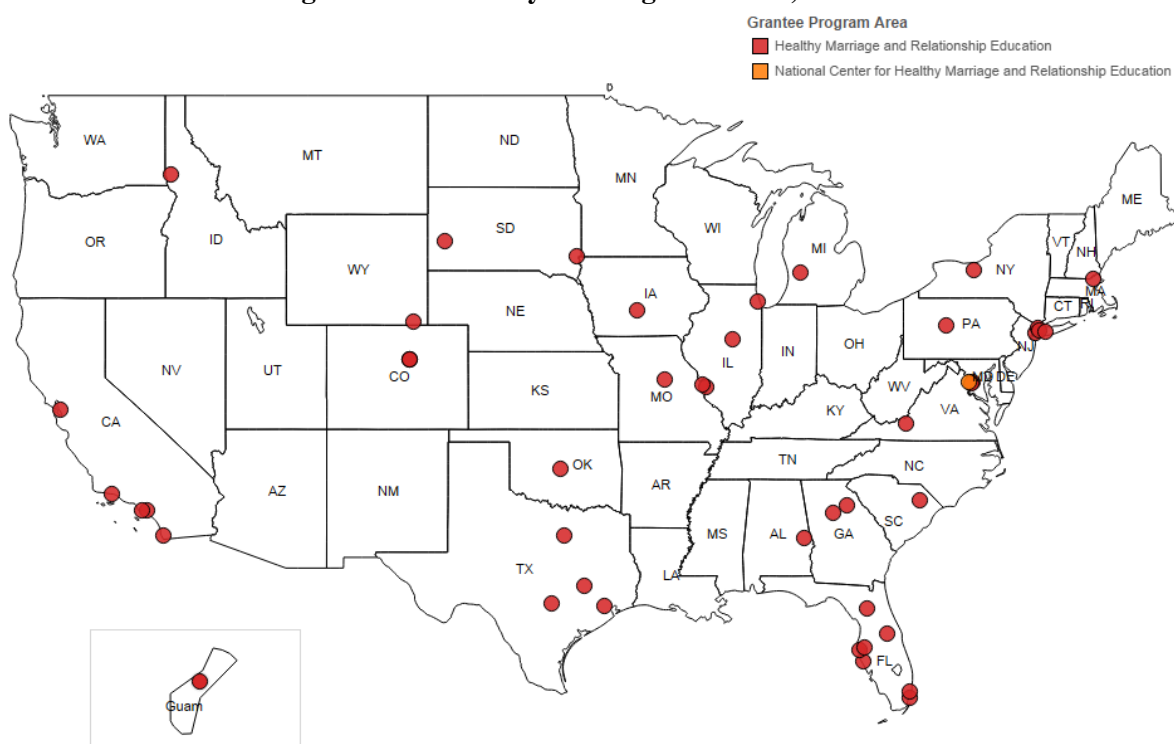 Grantee Program Area
Healthy Marriage and Relationship Education
National Center for Healthy Marriage and Relationship Education
WA
MT
ND
MN
ME
OR
ID
SD
WI
MI
VT
NH
NY
WY
IA
MA
CT
NE
PA
NJ
NV
UT
CO
IL
IN
OH
MD
DE
CA
KS
MO
WV
VA
KY
AZ
NM
OK
AR
TN
NC
SC
TX
MS
AL
GA
LA
FL
Guam